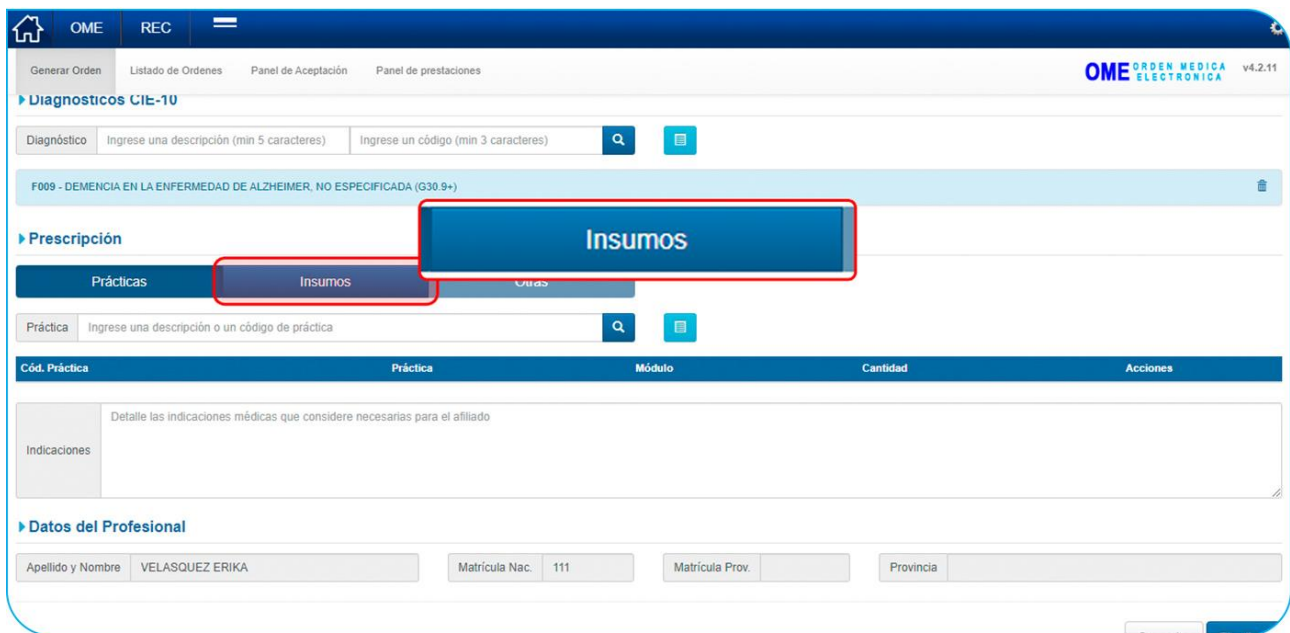 OME REC
Generar Orden Listado de Ordenes Panel de Aceptación Panel de prestaciones OME ORDEN MEDICA ELECTRONICA v4.2.11
Diagnósticos CIE-10
Diagnóstico Ingrese una descripción (min 5 caracteres) Ingrese un código (min 3 caracteres)
F009 - DEMENCIA EN LA ENFERMEDAD DE ALZHEIMER, NO ESPECIFICADA (G30.9+)
Insumos
Prescripción
Prácticas Insumos Otras
Práctica Ingrese una descripción o un código de práctica
Cód. Práctica Práctica Módulo Cantidad Acciones
Detalle las indicaciones médicas que considere necesarias para el afiliado
Indicaciones
Datos del Profesional
Apellido y Nombre VELASQUEZ ERIKA Matrícula Nac. 111 Matrícula Prov. Provincia